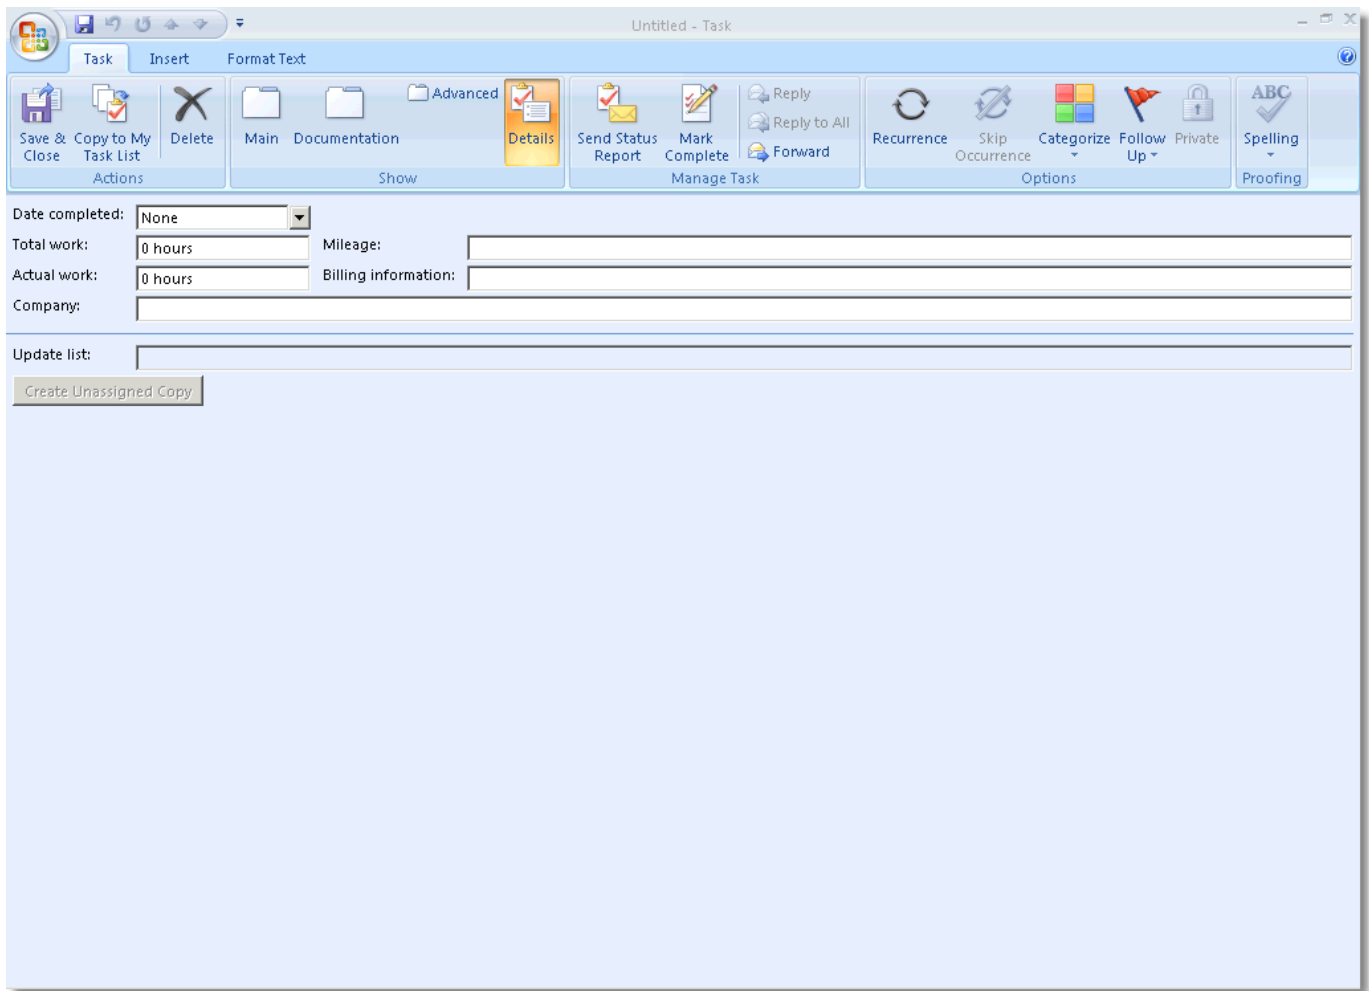 Untitled - Task
Task Insert Format Text
Save & Close
Copy to My Task List
Delete
Actions
Main
Documentation
Advanced
Details
Show
Send Status Report
Mark Complete
Reply
Reply to All
Forward
Manage Task
Recurrence
Skip Occurrence
Categorize
Follow Up
Private
Options
ABC
Spelling
Proofing
Date completed: None
Total work: 0 hours Mileage:
Actual work: 0 hours Billing information:
Company:
Update list:
Create Unassigned Copy